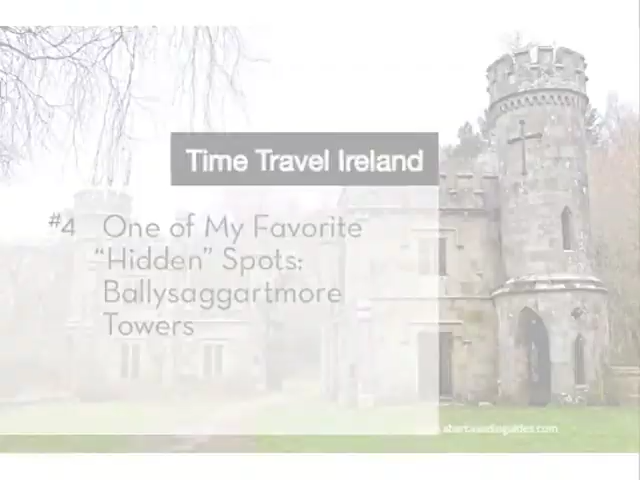 Time Travel Ireland
#4 One of My Favorite
"Hidden" Spots:
Ballysaggartmore
Towers